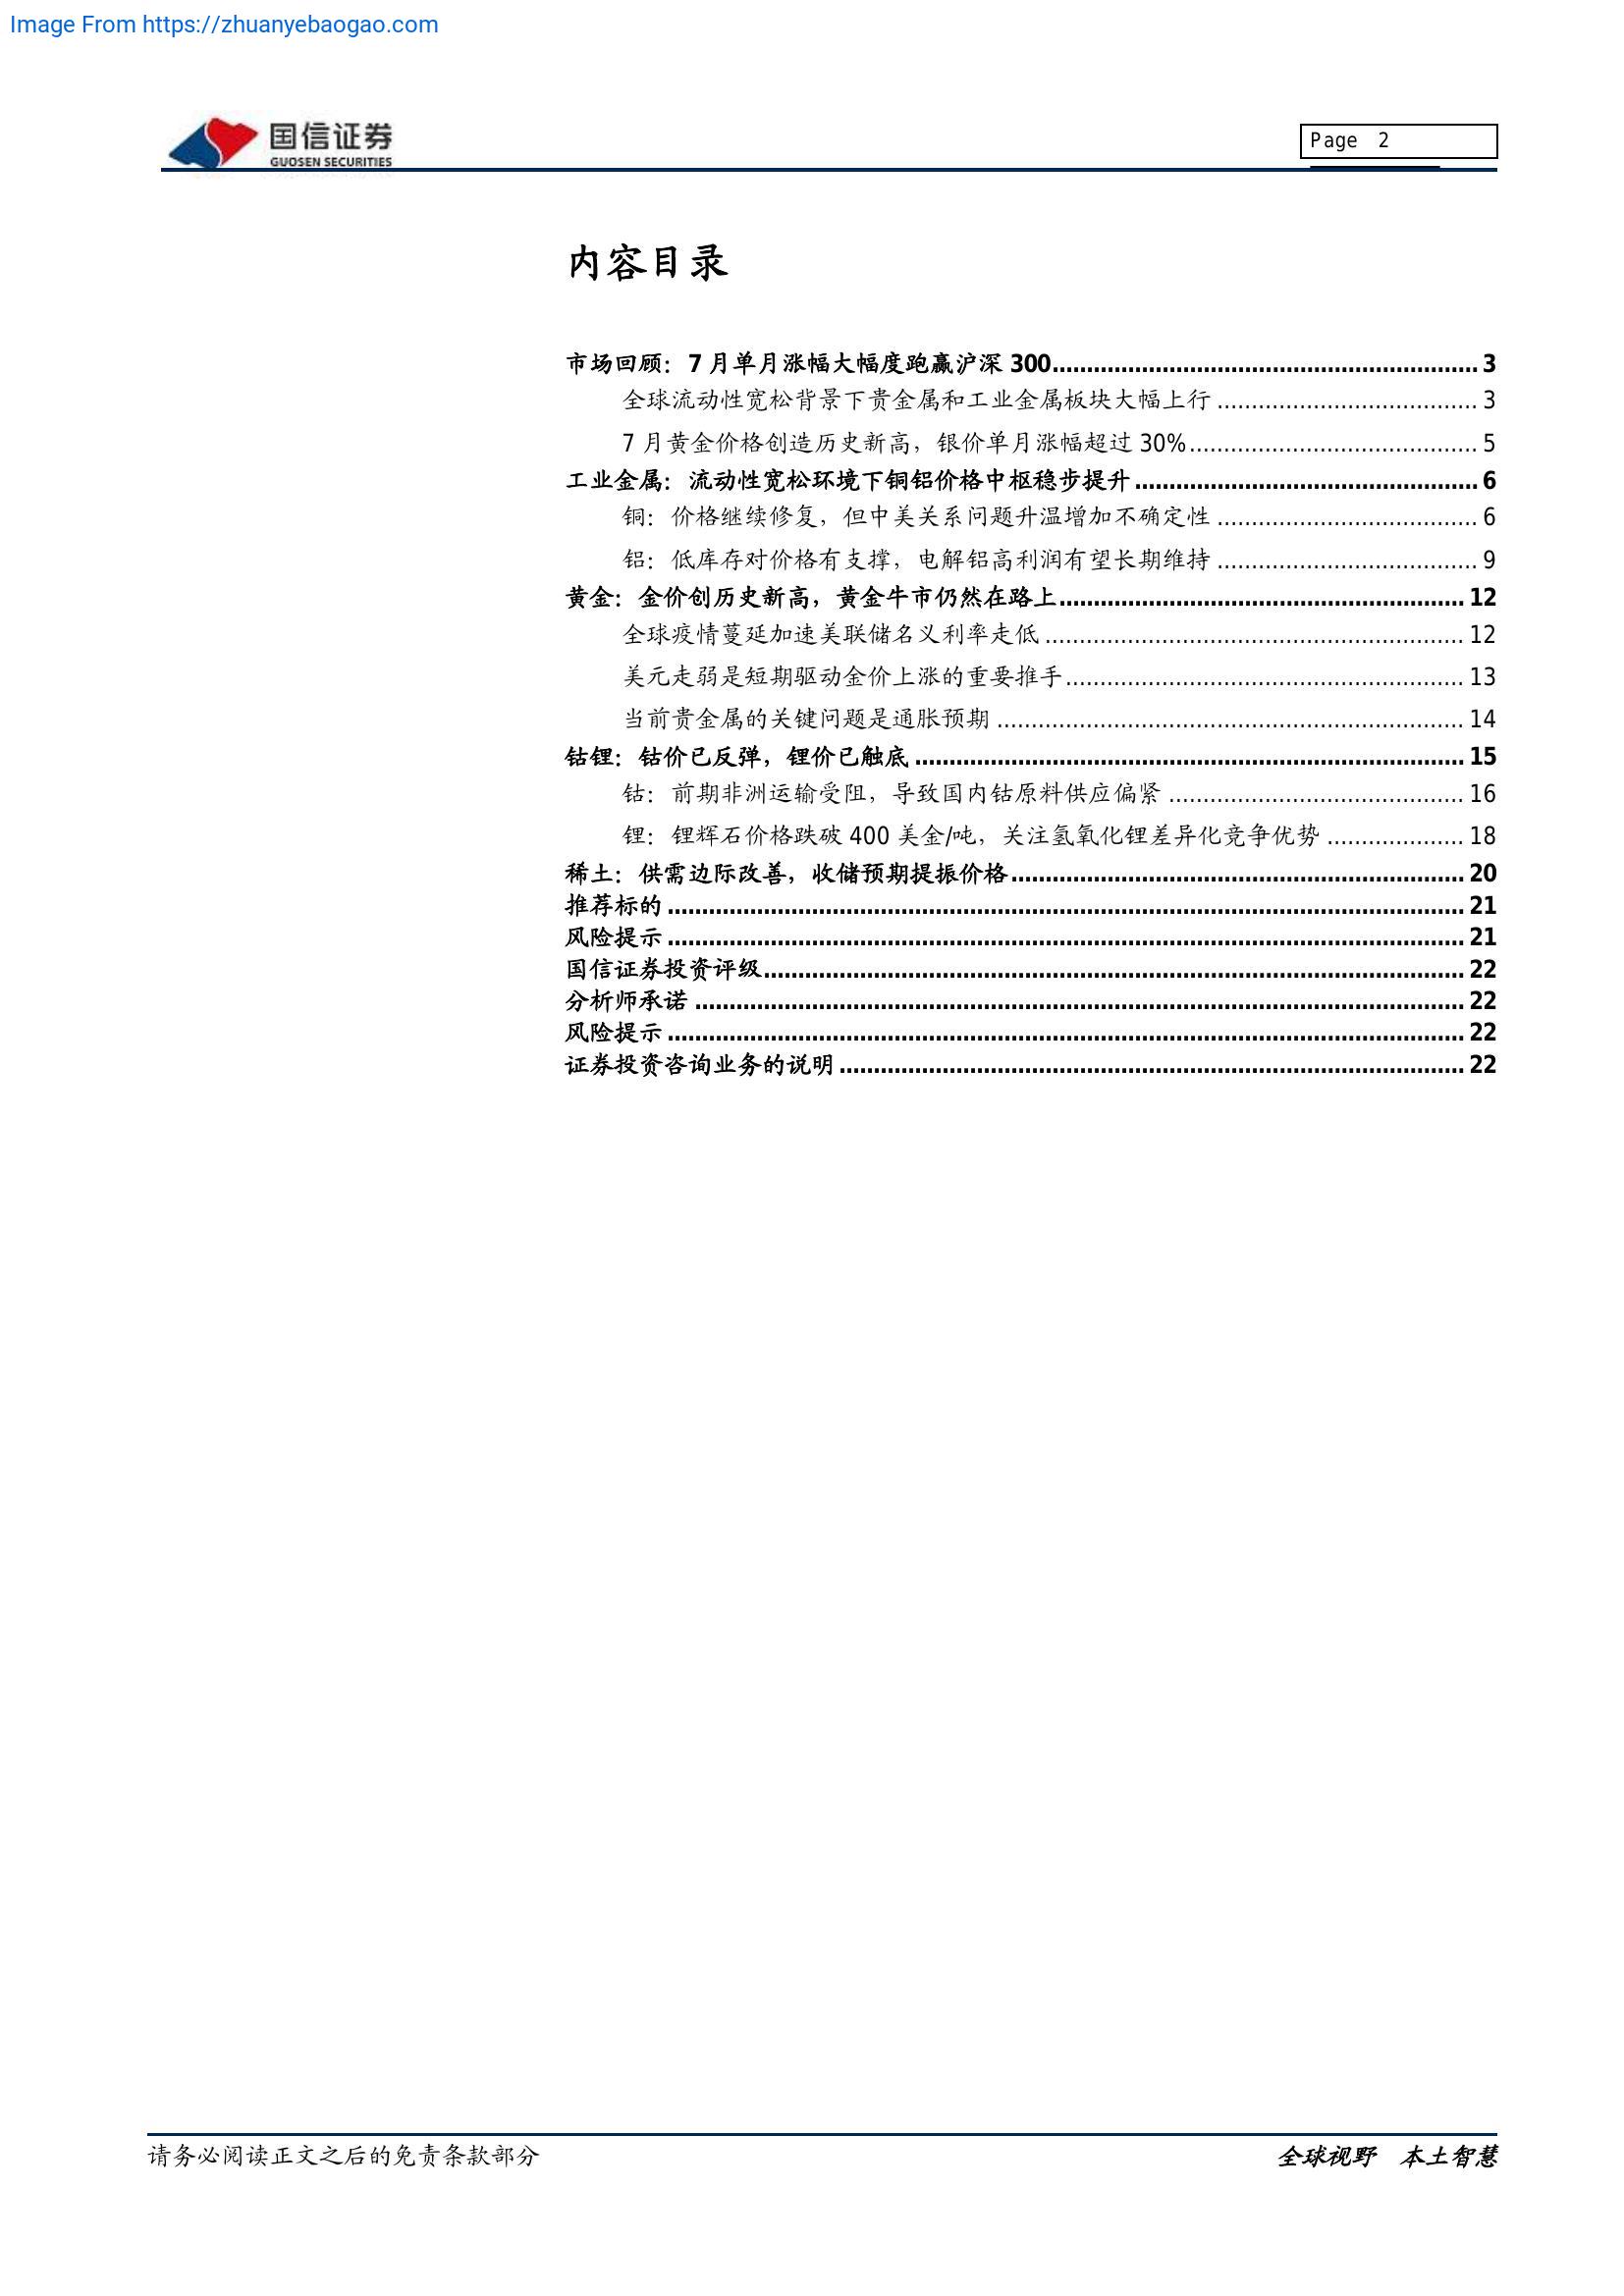 Image From https://zhuanyebaogao.com
国信证券
GUOSEN SECURITIES
Page 2
内容目录
市场回顾：7 月单月涨幅大幅度跑赢沪深 300.............................................................. 3
全球流动性宽松背景下贵金属和工业金属板块大幅上行 ...................................... 3
7 月黄金价格创造历史新高，银价单月涨幅超过 30%.......................................... 5
工业金属：流动性宽松环境下铜铝价格中枢稳步提升 .................................................. 6
铜：价格继续修复，但中美关系问题升温增加不确定性 ...................................... 6
铝：低库存对价格有支撑，电解铝高利润有望长期维持 ...................................... 9
黄金：金价创历史新高，黄金牛市仍然在路上........................................................... 12
全球疫情蔓延加速美联储名义利率走低 ............................................................. 12
美元走弱是短期驱动金价上涨的重要推手.......................................................... 13
当前贵金属的关键问题是通胀预期 .................................................................... 14
钴锂：钴价已反弹，锂价已触底 ................................................................................ 15
钴：前期非洲运输受阻，导致国内钴原料供应偏紧 ........................................... 16
锂：锂辉石价格跌破 400 美金/吨，关注氢氧化锂差异化竞争优势 .................... 18
稀土：供需边际改善，收储预期提振价格.................................................................. 20
推荐标的 .................................................................................................................... 21
风险提示 .................................................................................................................... 21
国信证券投资评级...................................................................................................... 22
分析师承诺 ................................................................................................................ 22
风险提示 .................................................................................................................... 22
证券投资咨询业务的说明 ........................................................................................... 22
请务必阅读正文之后的免责条款部分
全球视野 本土智慧